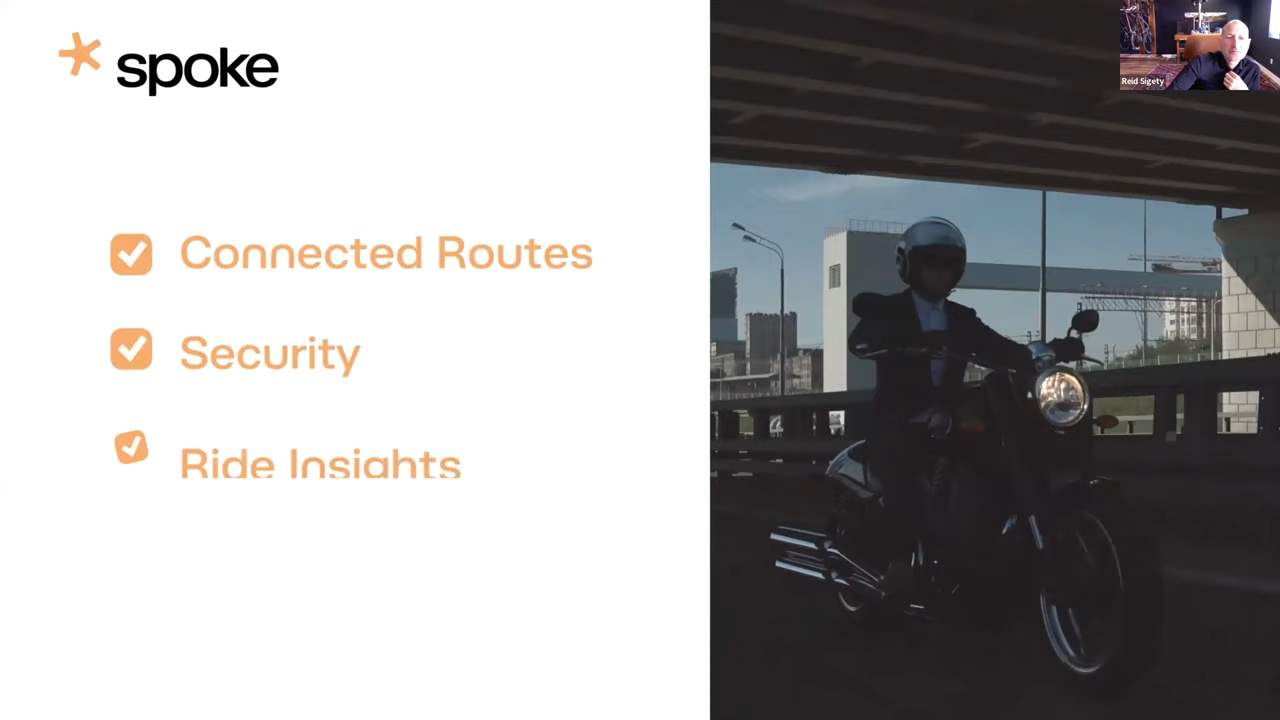 spoke
Reid Sigety
Connected Routes
Security
Ride Insights